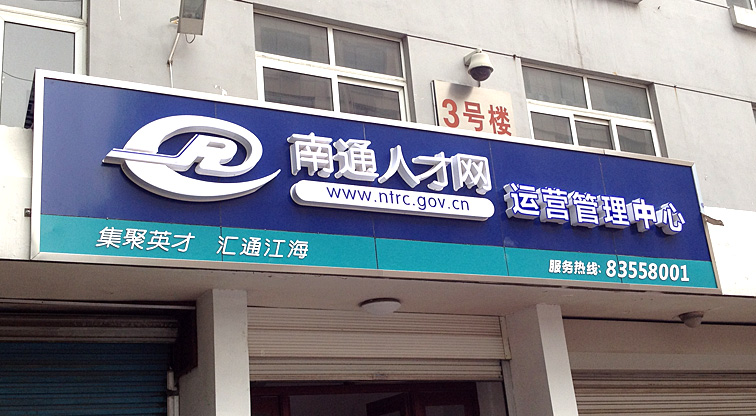 3号楼
南通人才网
www.ntrc.gov.cn
运营管理中心
集聚英才 汇通江海
服务热线: 83558001